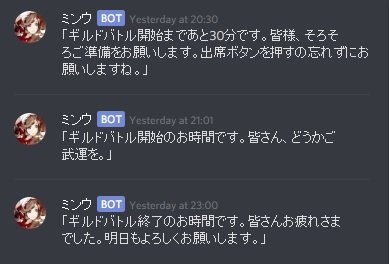 ミンウ BOT Yesterday at 20:30
「ギルドバトル開始まであと30分です。皆様、そろそ
ろご準備をお願いします。出席ボタンを押すの忘れずにお
願いしますね。」
ミンウ BOT Yesterday at 21:01
「ギルドバトル開始のお時間です。皆さん、どうかご
武運を。」
ミンウ BOT Yesterday at 23:00
「ギルドバトル終了のお時間です。皆さんお疲れさま
でした。明日もよろしくお願いします。」